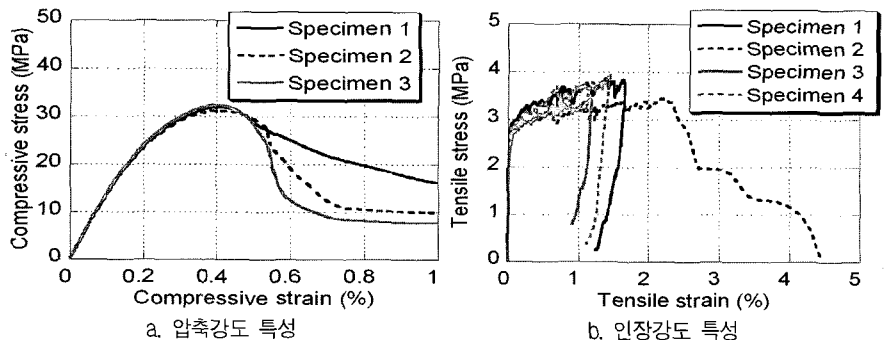 Compressive stress (MPa)
50
40
30
20
10
0
Specimen 1
Specimen 2
Specimen 3
0 0.2 0.4 0.6 0.8 1
Compressive strain (%)
a. 압축강도 특성
Tensile stress (MPa)
5
4
3
2
1
0
Specimen 1
Specimen 2
Specimen 3
Specimen 4
0 1 2 3 4 5
Tensile strain (%)
b. 인장강도 특성